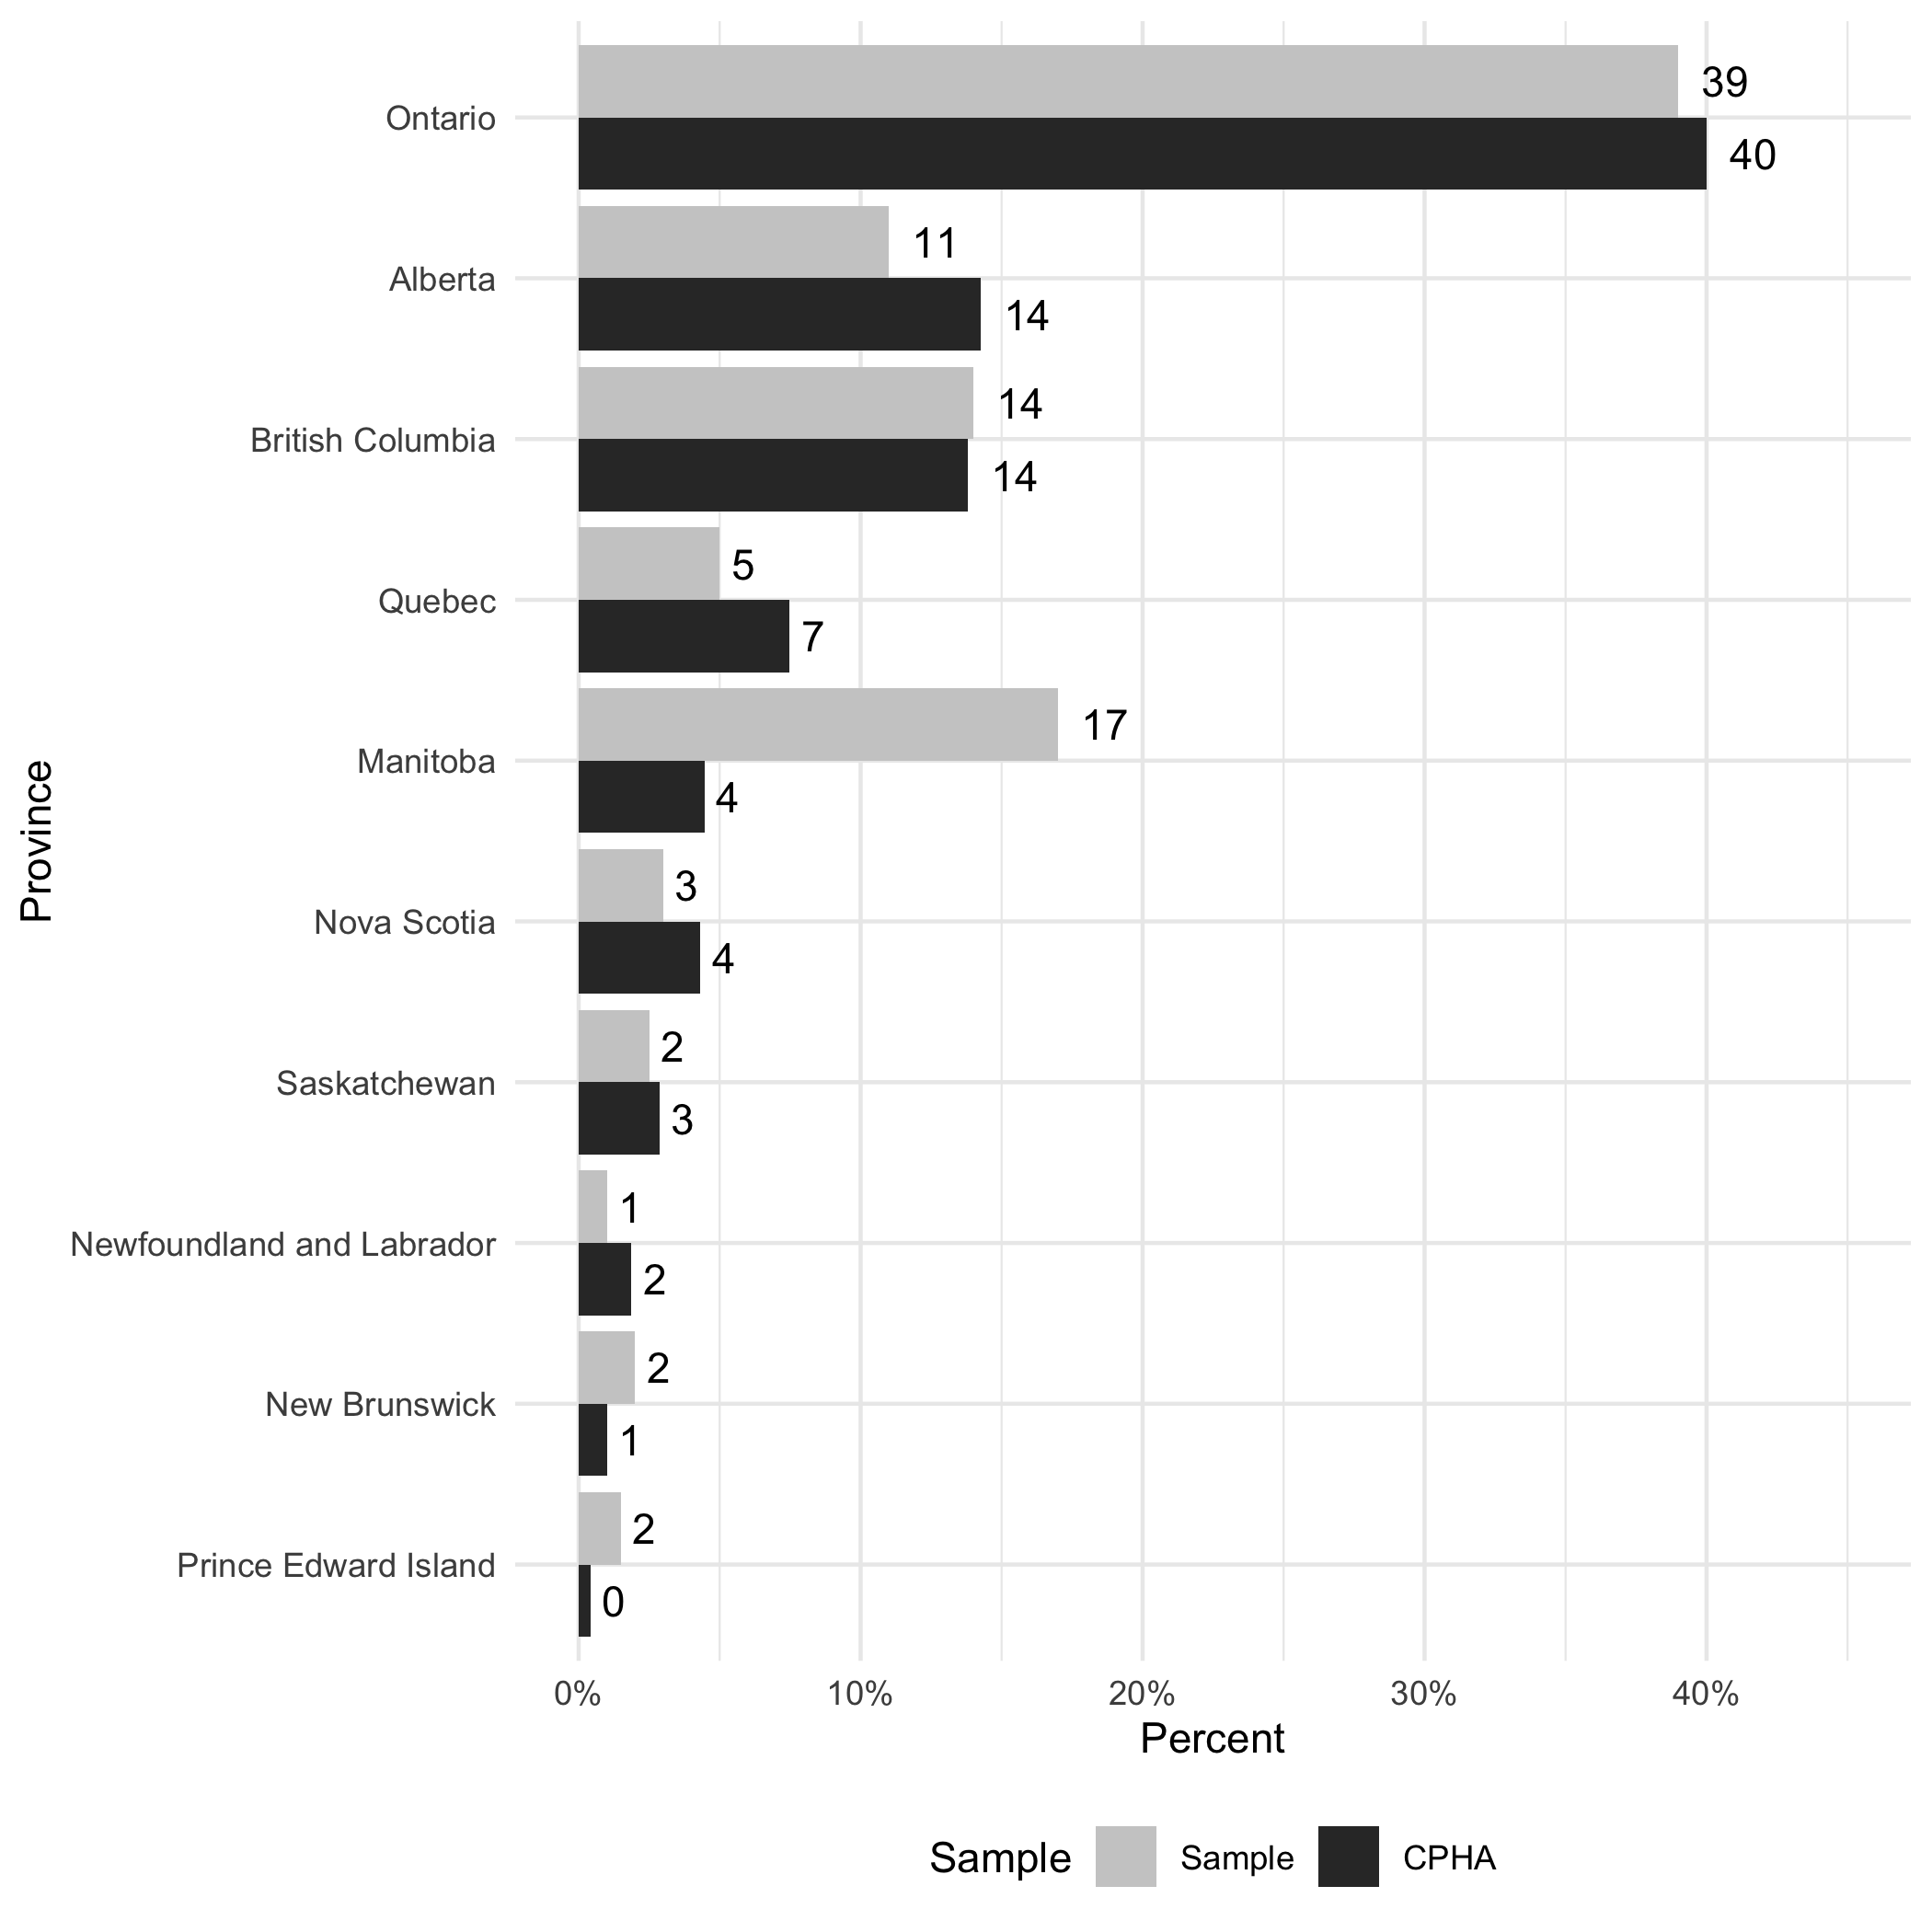 Province
Ontario
39
40
Alberta
11
14
British Columbia
14
14
Quebec
5
7
Manitoba
17
4
Nova Scotia
3
4
Saskatchewan
2
3
Newfoundland and Labrador
1
2
New Brunswick
2
1
Prince Edward Island
2
0
0% 10% 20% 30% 40%
Percent
Sample Sample CPHA